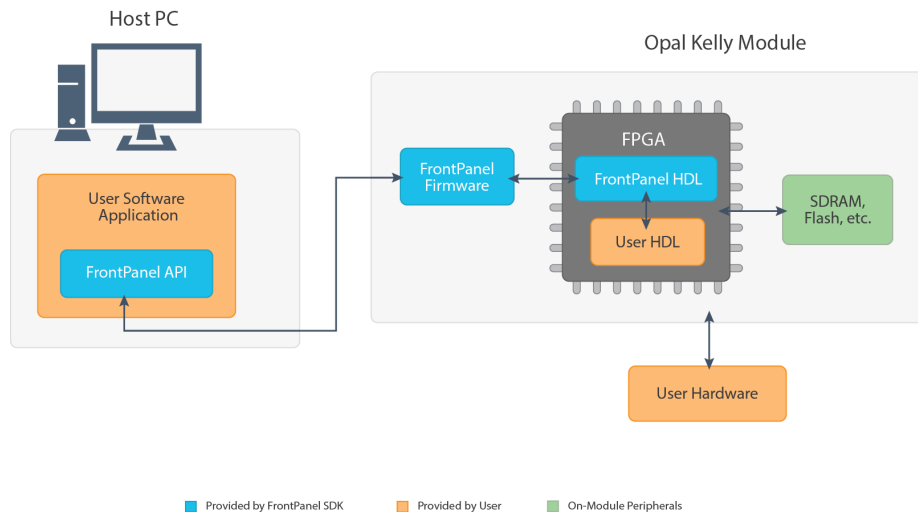 Host PC
Opal Kelly Module
User Software
Application
FrontPanel API
FrontPanel
Firmware
FPGA
FrontPanel HDL
User HDL
SDRAM,
Flash, etc.
User Hardware
Provided by FrontPanel SDK
Provided by User
On-Module Peripherals